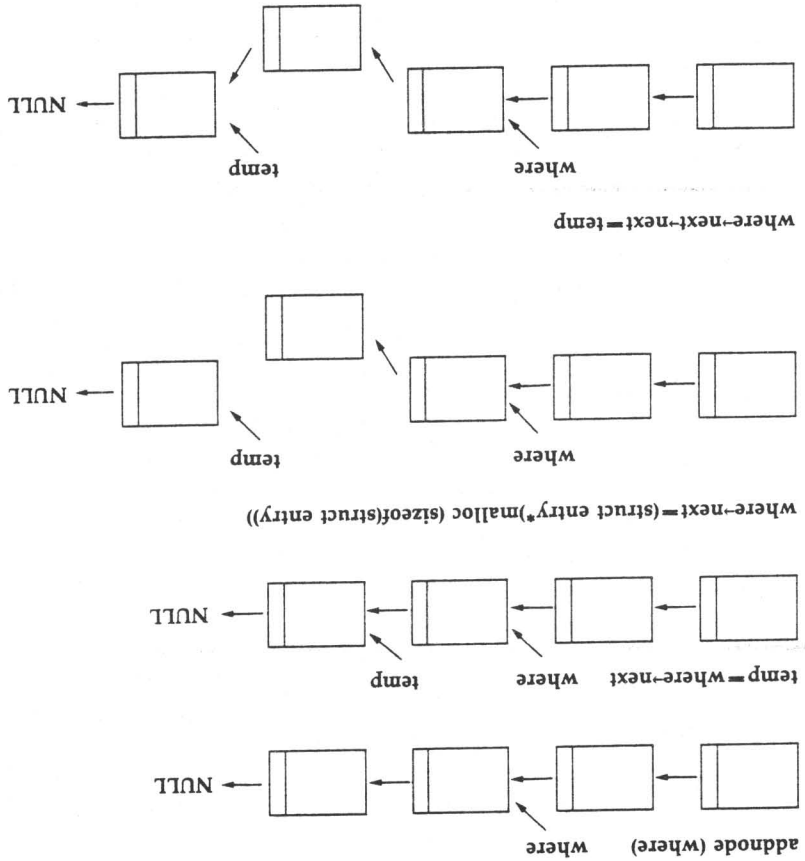 addnode (where) where
NULL
temp=where→next where temp
NULL
where→next=(struct entry*)malloc (sizeof(struct entry))
where temp
NULL
where→next→next=temp
where temp
NULL